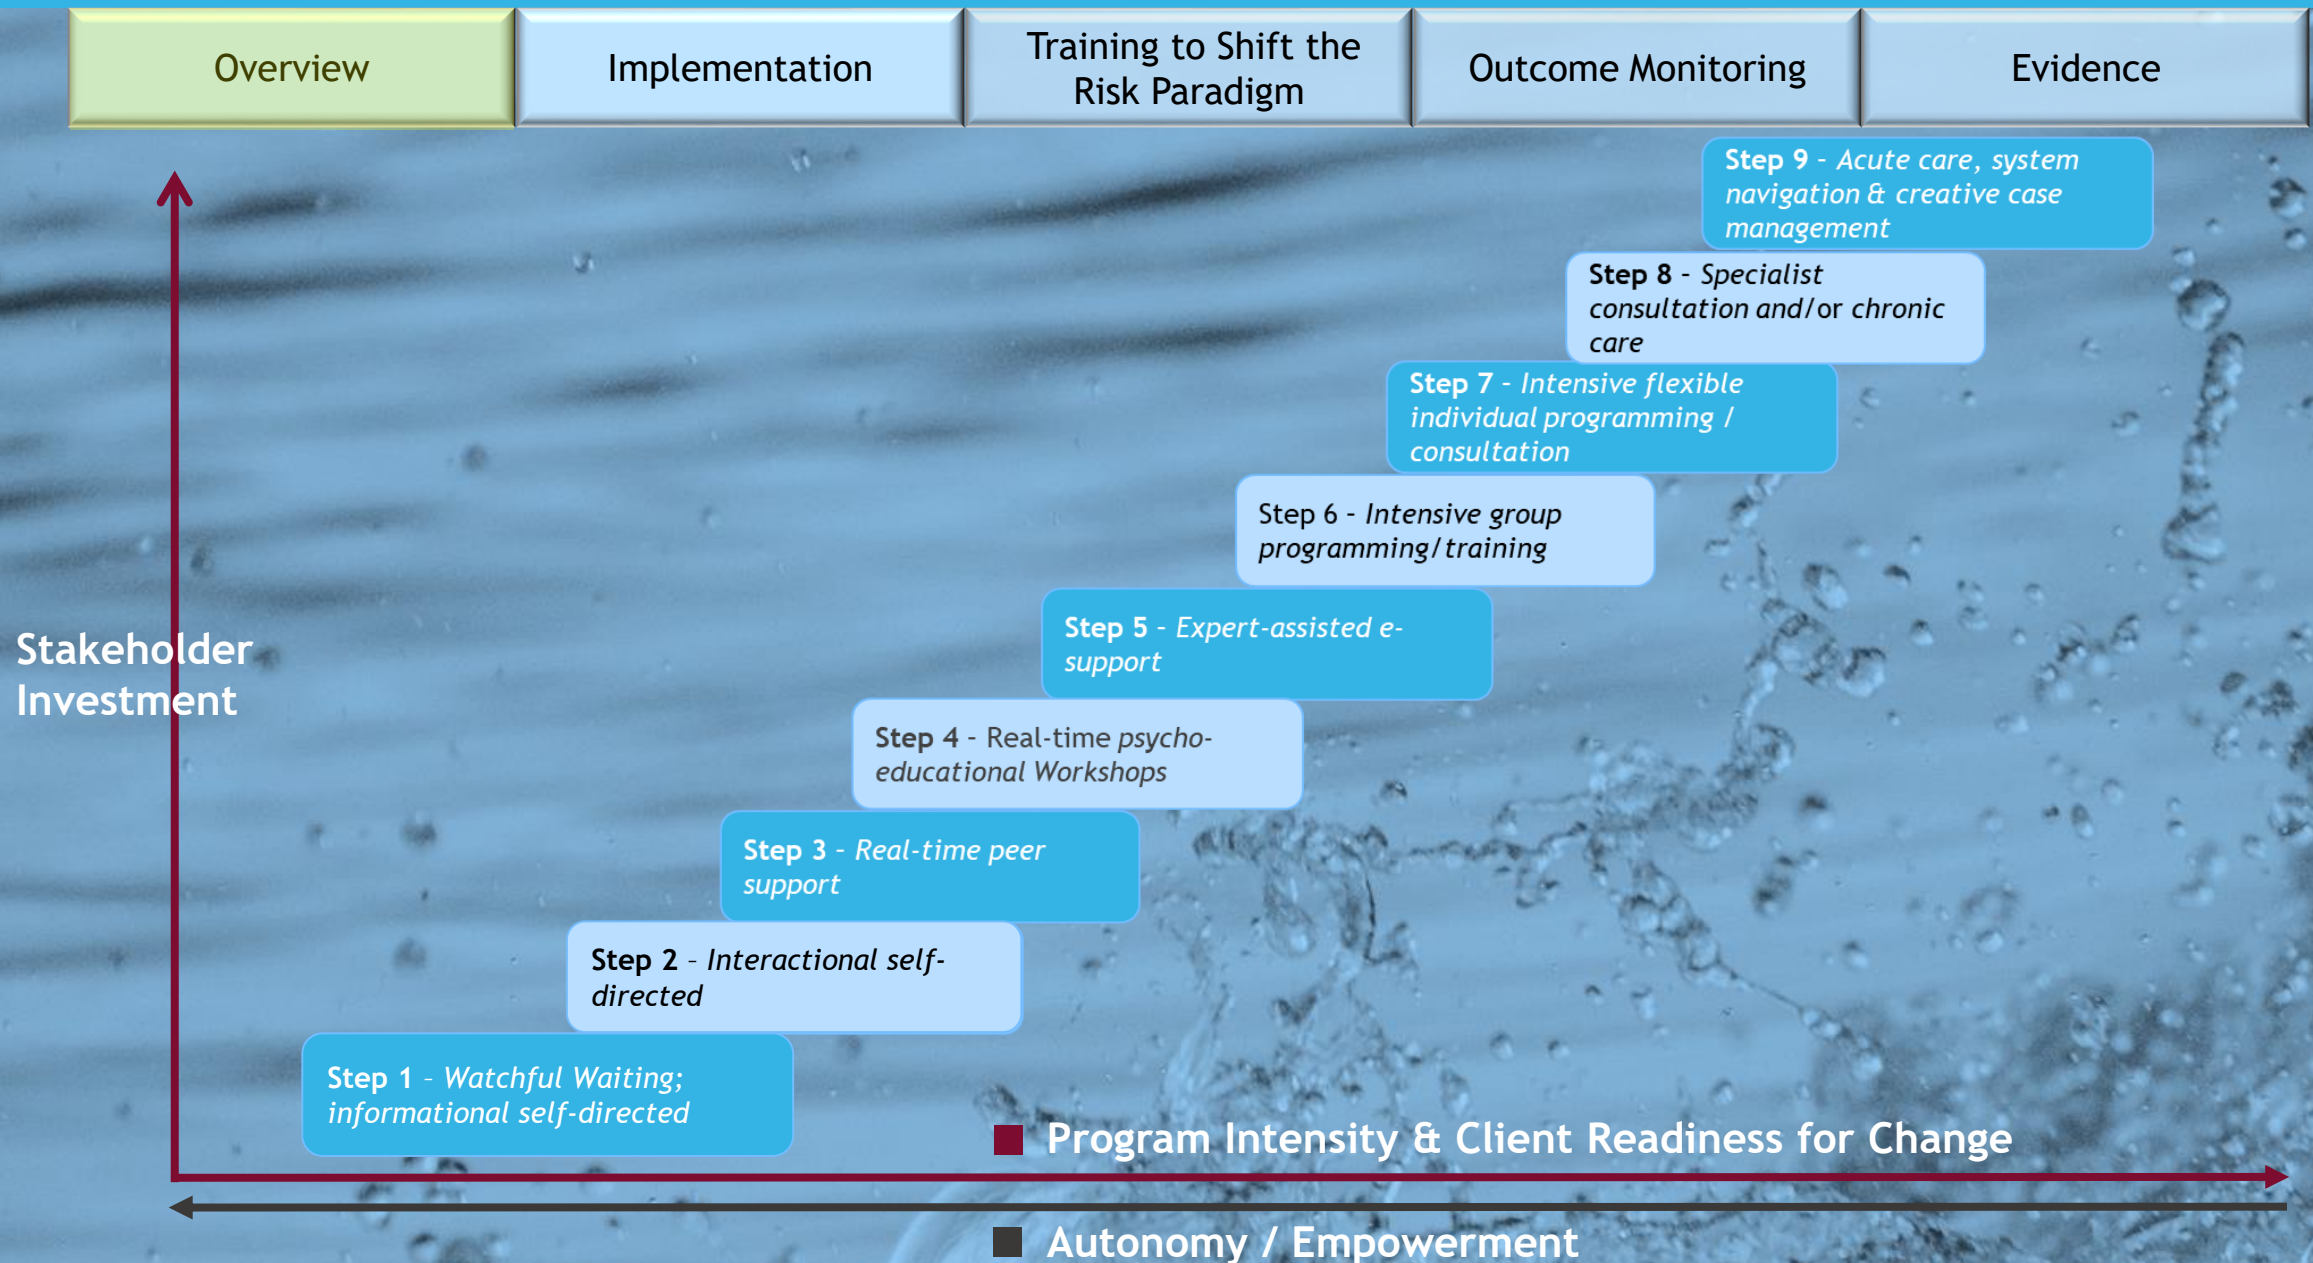 Overview
Implementation
Training to Shift the
Risk Paradigm
Outcome Monitoring
Evidence
Step 9 – Acute care, system
navigation & creative case
management
Step 8 – Specialist
consultation and/or chronic
care
Step 7 – Intensive flexible
individual programming /
consultation
Step 6 – Intensive group
programming/training
Step 5 – Expert-assisted e-
support
Stakeholder
Investment
Step 4 – Real-time psycho-
educational Workshops
Step 3 – Real-time peer
support
Step 2 – Interactional self-
directed
Step 1 – Watchful Waiting;
informational self-directed
Program Intensity & Client Readiness for Change
Autonomy / Empowerment